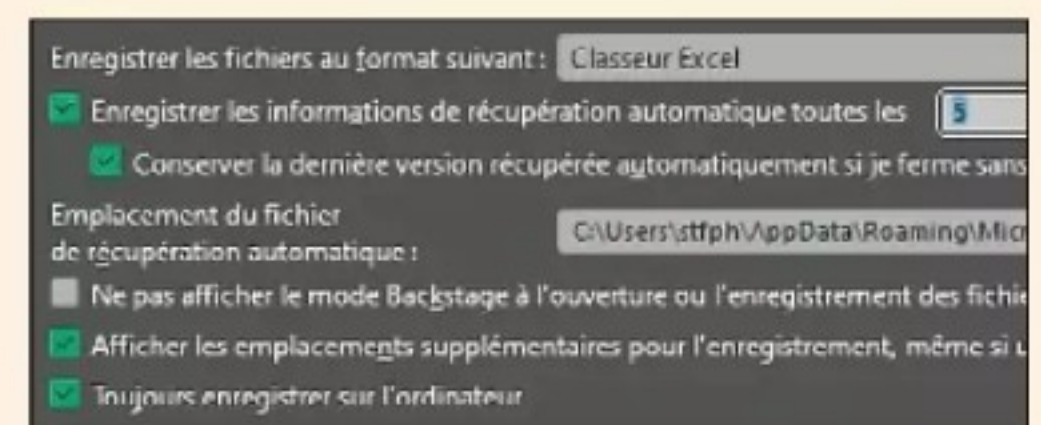 Enregistrer les fichiers au format suivant : Classeur Excel
Enregistrer les informations de récupération automatique toutes les 5
Conserver la dernière version récupérée automatiquement si je ferme sans
Emplacement du fichier
de récupération automatique : C:\Users\stfph\AppData\Roaming\Micr
Ne pas afficher le mode Backstage à l'ouverture ou l'enregistrement des fichie
Afficher les emplacements supplémentaires pour l'enregistrement, même si u
Toujours enregistrer sur l'ordinateur